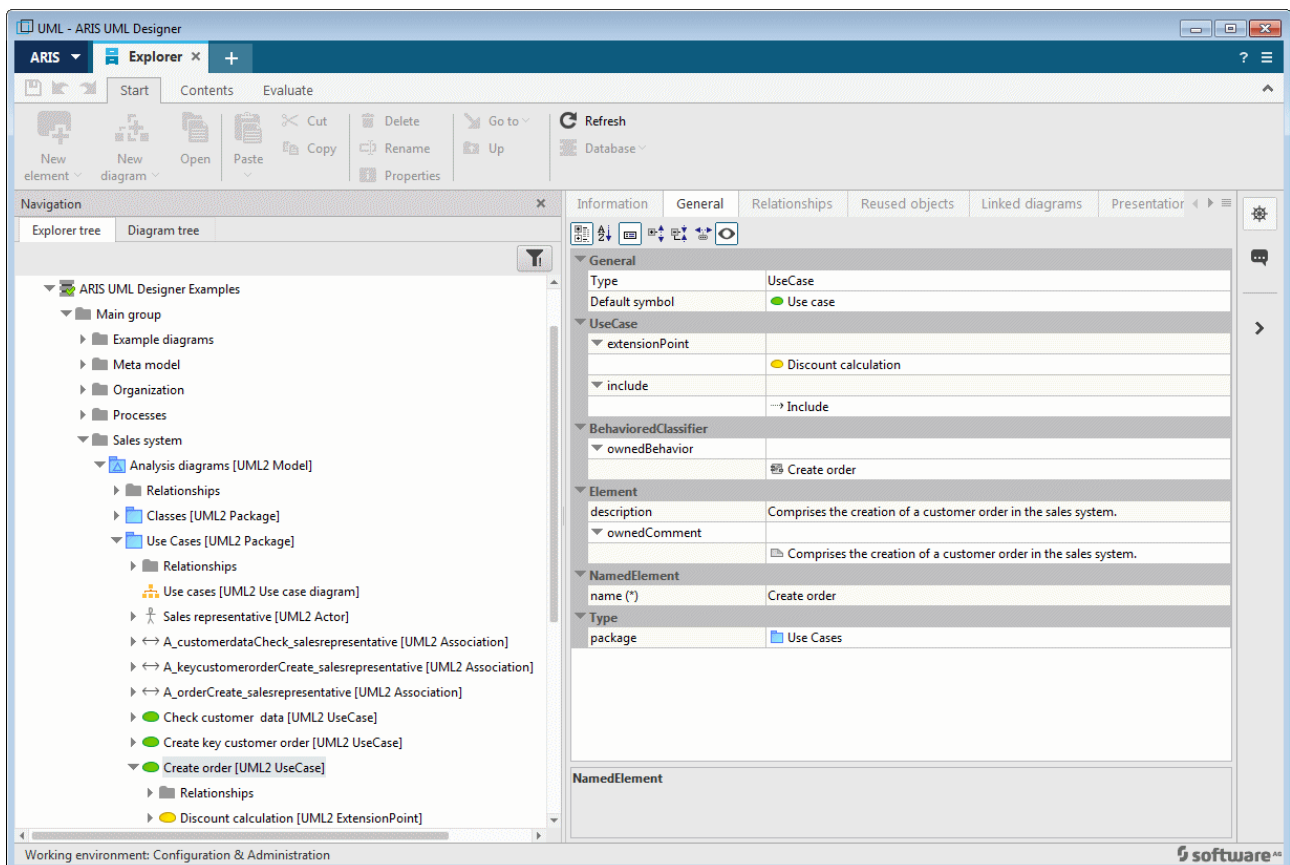 UML - ARIS UML Designer
ARIS Explorer × + ?
Start Contents Evaluate
New element
New diagram
Open
Paste
Cut
Copy
Delete
Rename
Properties
Go to
Up
Refresh
Database
Navigation ×
Explorer tree Diagram tree
ARIS UML Designer Examples
Main group
Example diagrams
Meta model
Organization
Processes
Sales system
Analysis diagrams [UML2 Model]
Relationships
Classes [UML2 Package]
Use Cases [UML2 Package]
Relationships
Use cases [UML2 Use case diagram]
Sales representative [UML2 Actor]
A_customerdataCheck_salesrepresentative [UML2 Association]
A_keycustomerorderCreate_salesrepresentative [UML2 Association]
A_orderCreate_salesrepresentative [UML2 Association]
Check customer data [UML2 UseCase]
Create key customer order [UML2 UseCase]
Create order [UML2 UseCase]
Relationships
Discount calculation [UML2 ExtensionPoint]
Information General Relationships Reused objects Linked diagrams Presentation
General
Type UseCase
Default symbol Use case
UseCase
extensionPoint
Discount calculation
include
Include
BehavioredClassifier
ownedBehavior
Create order
Element
description Comprises the creation of a customer order in the sales system.
ownedComment
Comprises the creation of a customer order in the sales system.
NamedElement
name (*) Create order
Type
package Use Cases
NamedElement
Working environment: Configuration & Administration
software AG